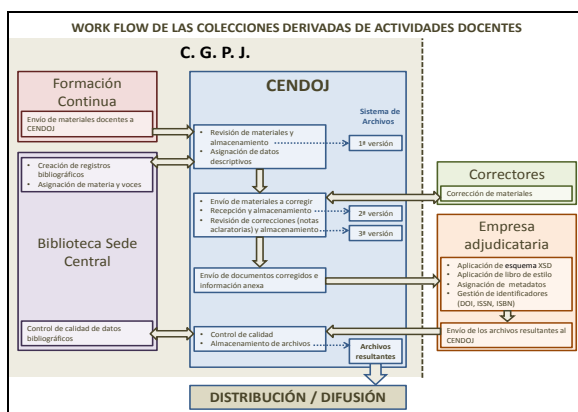 WORK FLOW DE LAS COLECCIONES DERIVADAS DE ACTIVIDADES DOCENTES
C. G. P. J.
Formación
Continua
Envío de materiales docentes a
CENDOJ
• Creación de registros
bibliográficos
• Asignación de materia y voces
Biblioteca Sede
Central
Control de calidad de datos
bibliográficos
CENDOJ
Sistema de
Archivos
• Revisión de materiales y
almacenamiento
• Asignación de datos
descriptivos
1ª versión
• Envío de materiales a corregir
• Recepción y almacenamiento
• Revisión de correcciones (notas
aclaratorias) y almacenamiento
2ª versión
3ª versión
Envío de documentos corregidos e
información anexa
• Control de calidad
• Almacenamiento de archivos
Archivos
resultantes
Correctores
Corrección de materiales
Empresa
adjudicataria
• Aplicación de esquema XSD
• Aplicación de libro de estilo
• Asignación de metadatos
• Gestión de identificadores
(DOI, ISSN, ISBN)
Envío de los archivos resultantes al
CENDOJ
DISTRIBUCIÓN / DIFUSIÓN